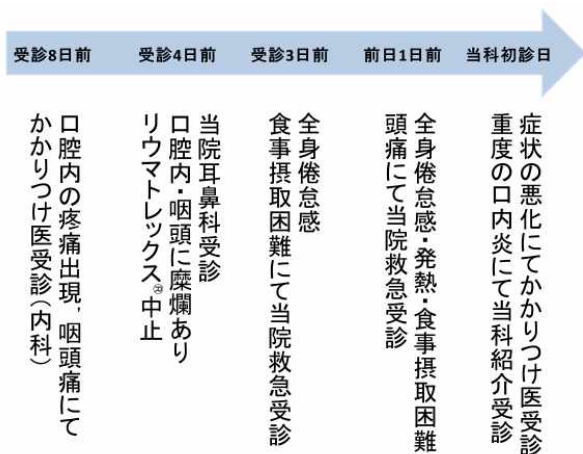 受診8日前
受診4日前
受診3日前
前日1日前
当科初診日
口腔内の疼痛出現，咽頭痛にて
かかりつけ医受診（内科）
当院耳鼻科受診
口腔内・咽頭に糜爛あり
リウマトレックス®中止
全身倦怠感
食事摂取困難にて当院救急受診
全身倦怠感・発熱・食事摂取困難
頭痛にて当院救急受診
症状の悪化にてかかりつけ医受診
重度の口内炎にて当科紹介受診